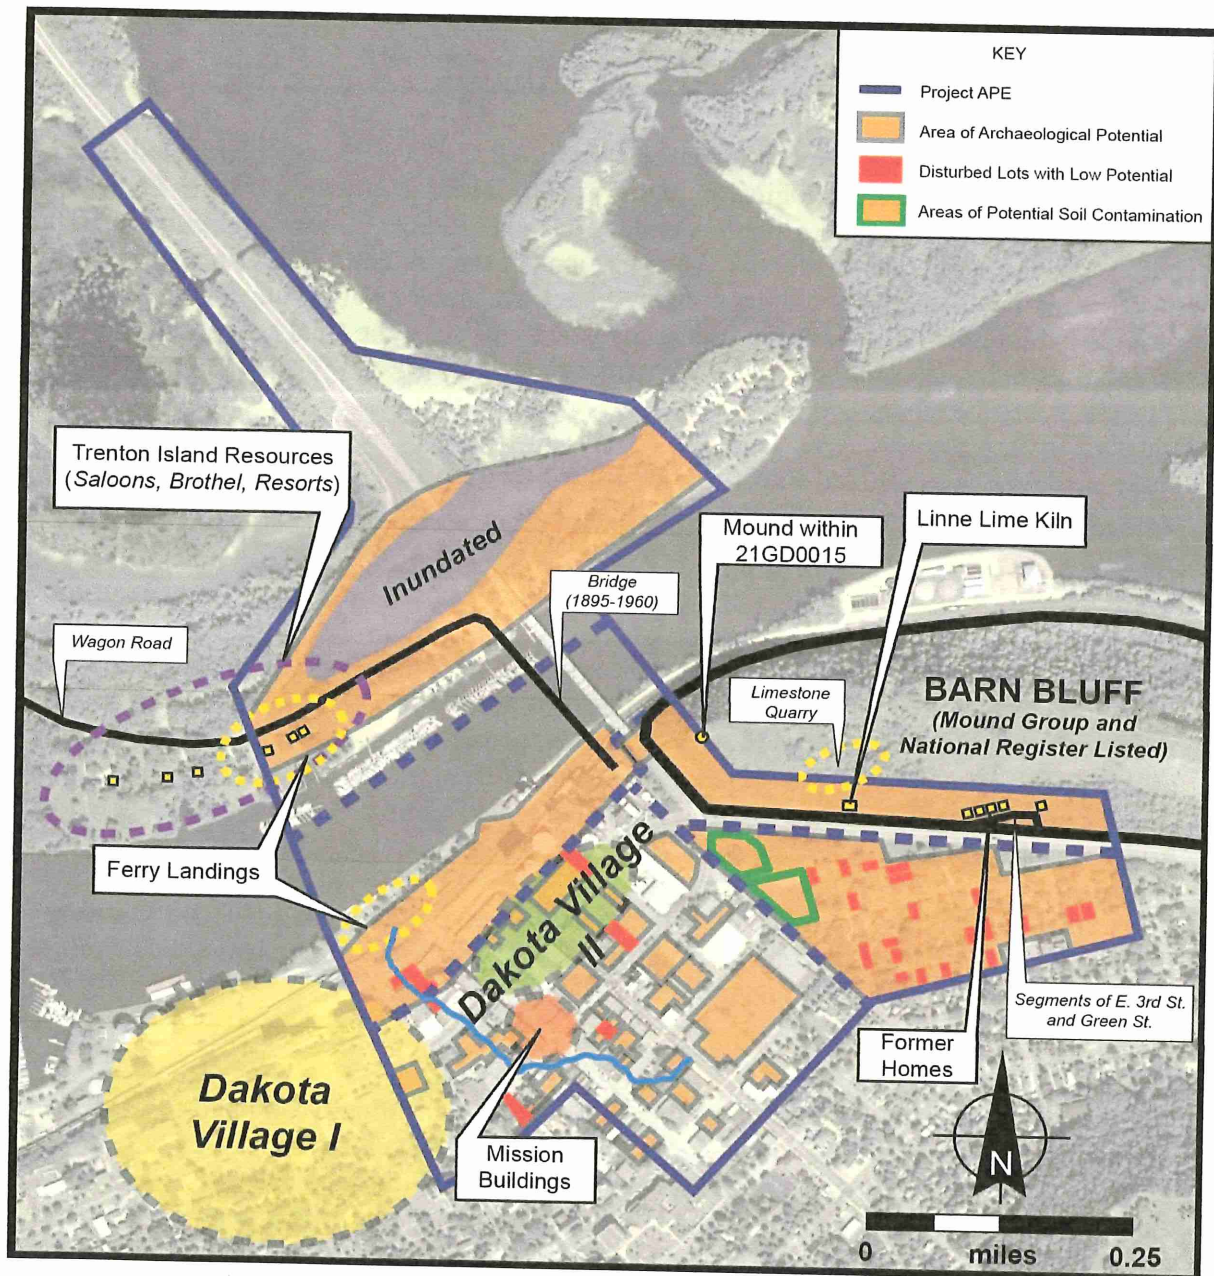 KEY
Project APE
Area of Archaeological Potential
Disturbed Lots with Low Potential
Areas of Potential Soil Contamination
Trenton Island Resources
(Saloons, Brothel, Resorts)
Inundated
Mound within
21GD0015
Linne Lime Kiln
Bridge
(1895-1960)
Wagon Road
Limestone
Quarry
BARN BLUFF
(Mound Group and
National Register Listed)
Ferry Landings
Dakota Village
II
Segments of E. 3rd St.
and Green St.
Former
Homes
Dakota
Village I
Mission
Buildings
N
0 miles 0.25